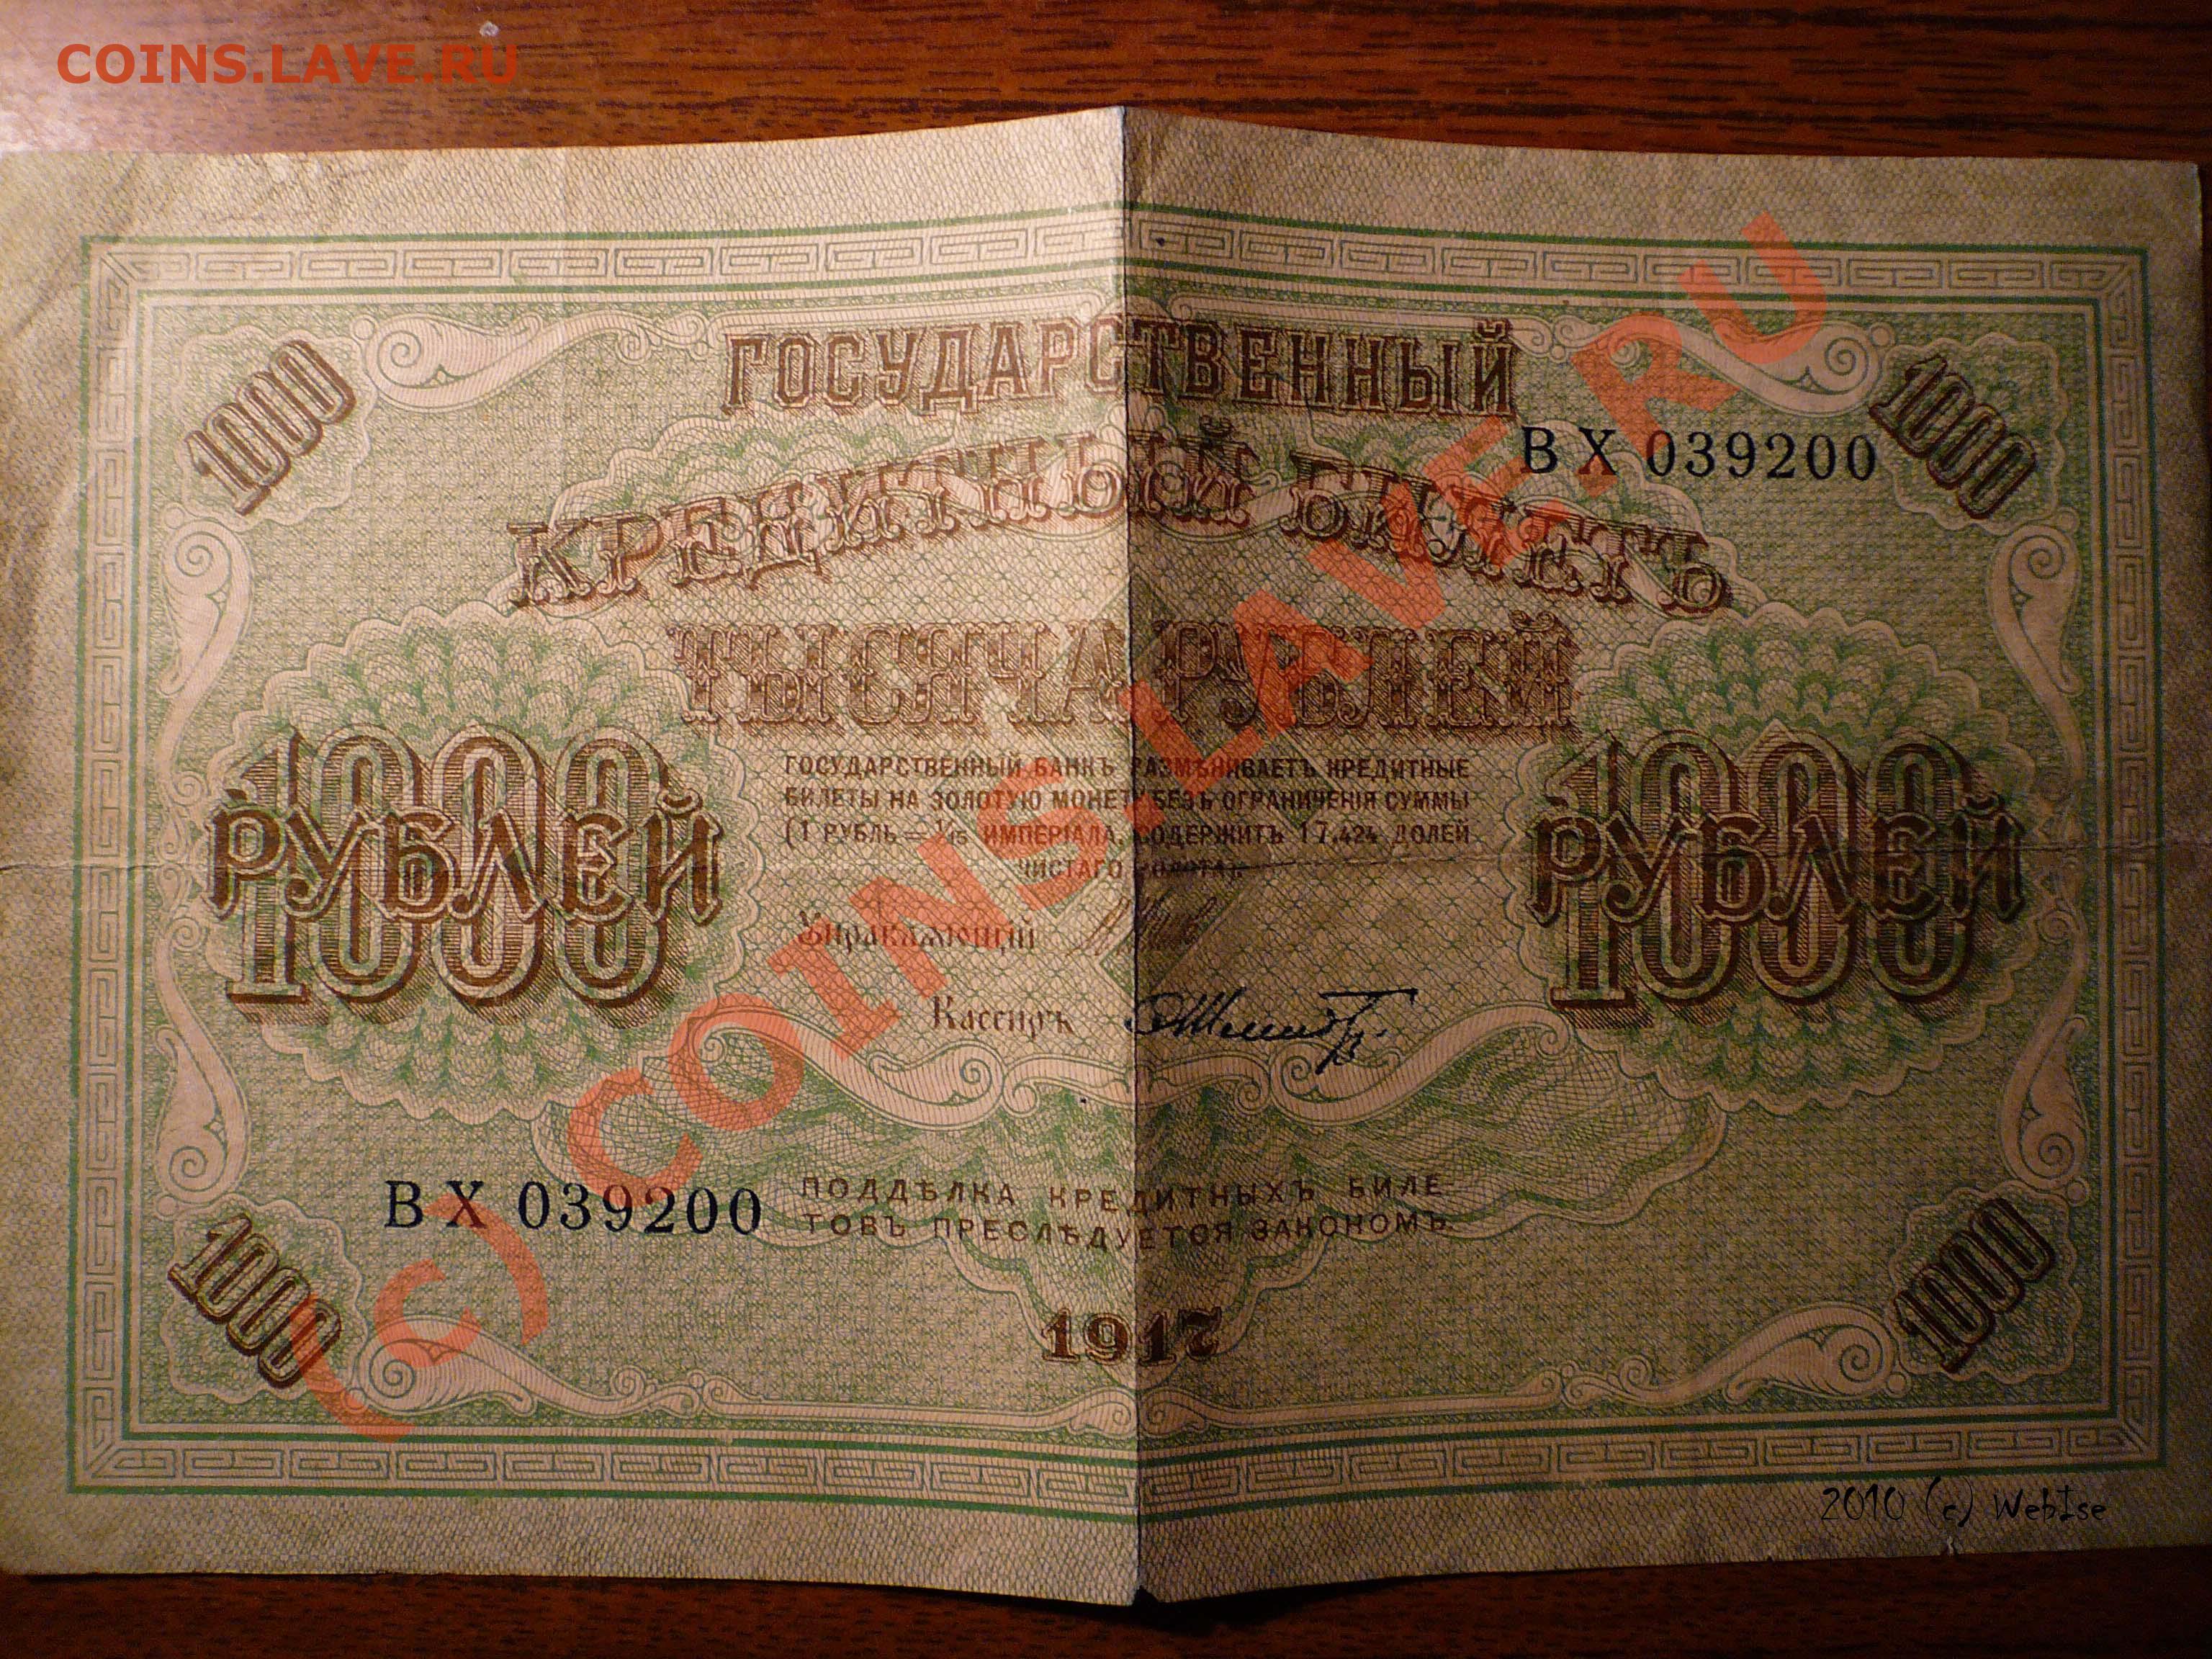 COINS.LAVE.RU
1000
ГОСУДАРСТВЕННЫЙ
1000
ВХ 039200
КРЕДИТНЫЙ БИЛЕТЪ
ТЫСЯЧА РУБЛЕЙ
1000
РУБЛЕЙ
ГОСУДАРСТВЕННЫЙ БАНКЪ РАЗМѢНИВАЕТЪ КРЕДИТНЫЕ
БИЛЕТЫ НА ЗОЛОТУЮ МОНЕТУ БЕЗЪ ОГРАНИЧЕНІЯ СУММЫ
(1 РУБЛЬ = 1/15 ИМПЕРІАЛА, СОДЕРЖИТЪ 17,424 ДОЛЕЙ
ЧИСТАГО ЗОЛОТА).
1000
РУБЛЕЙ
Управляющій
Кассиръ
ВХ 039200
ПОДДѢЛКА КРЕДИТНЫХЪ БИЛЕ-
ТОВЪ ПРЕСЛѢДУЕТСЯ ЗАКОНОМЪ.
1000
1917
1000
(c) COINS.LAVE.RU
2010 (c) WebIse